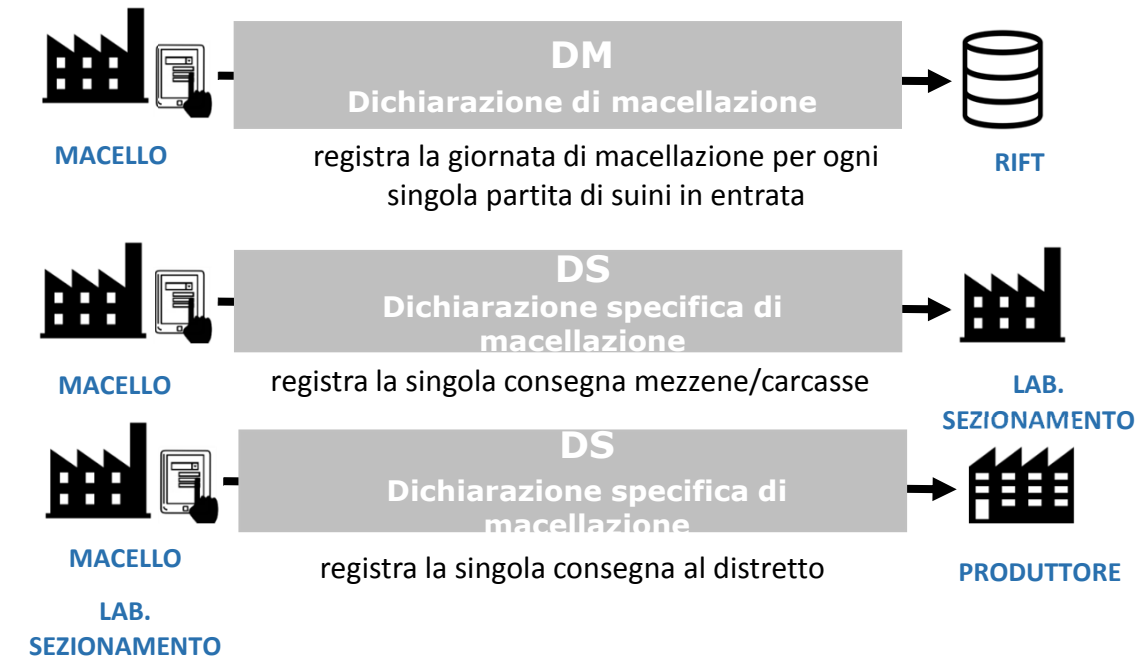 DM
Dichiarazione di macellazione
MACELLO
registra la giornata di macellazione per ogni
singola partita di suini in entrata
RIFT
DS
Dichiarazione specifica di
macellazione
MACELLO
registra la singola consegna mezzene/carcasse
LAB.
SEZIONAMENTO
DS
Dichiarazione specifica di
macellazione
MACELLO
LAB.
SEZIONAMENTO
registra la singola consegna al distretto
PRODUTTORE